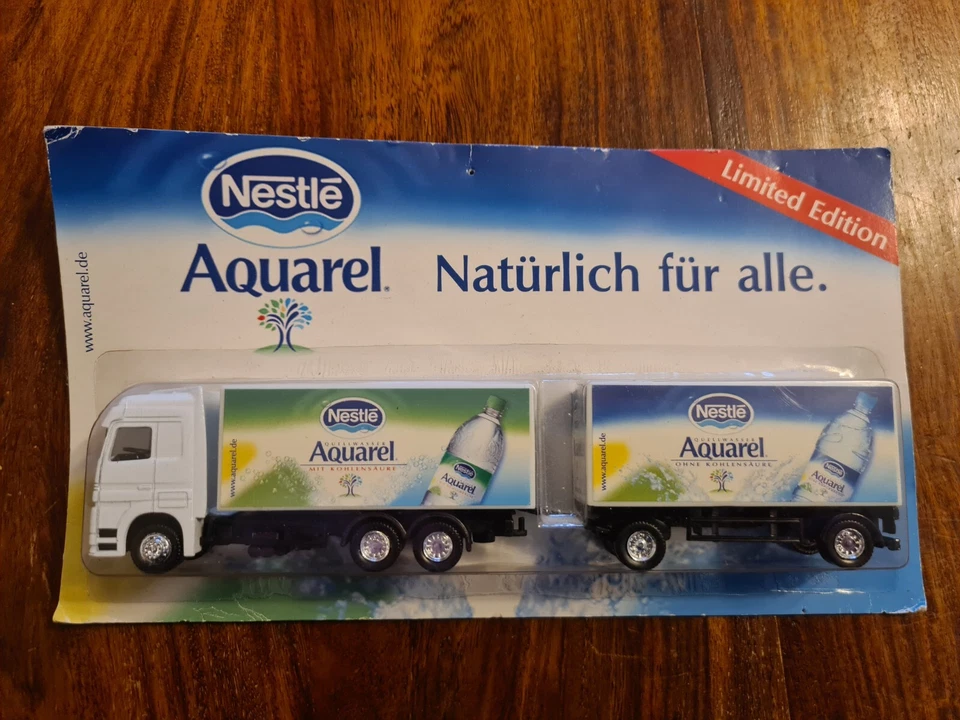 Nestlé
Aquarel
Natürlich für alle.
Limited Edition
www.aquarel.de
Nestlé
QUELLWASSER
Aquarel
MIT KOHLENSÄURE
www.aquarel.de
Nestlé
Aquarel
Nestlé
QUELLWASSER
Aquarel
OHNE KOHLENSÄURE
www.aquarel.de
Nestlé
Aquarel